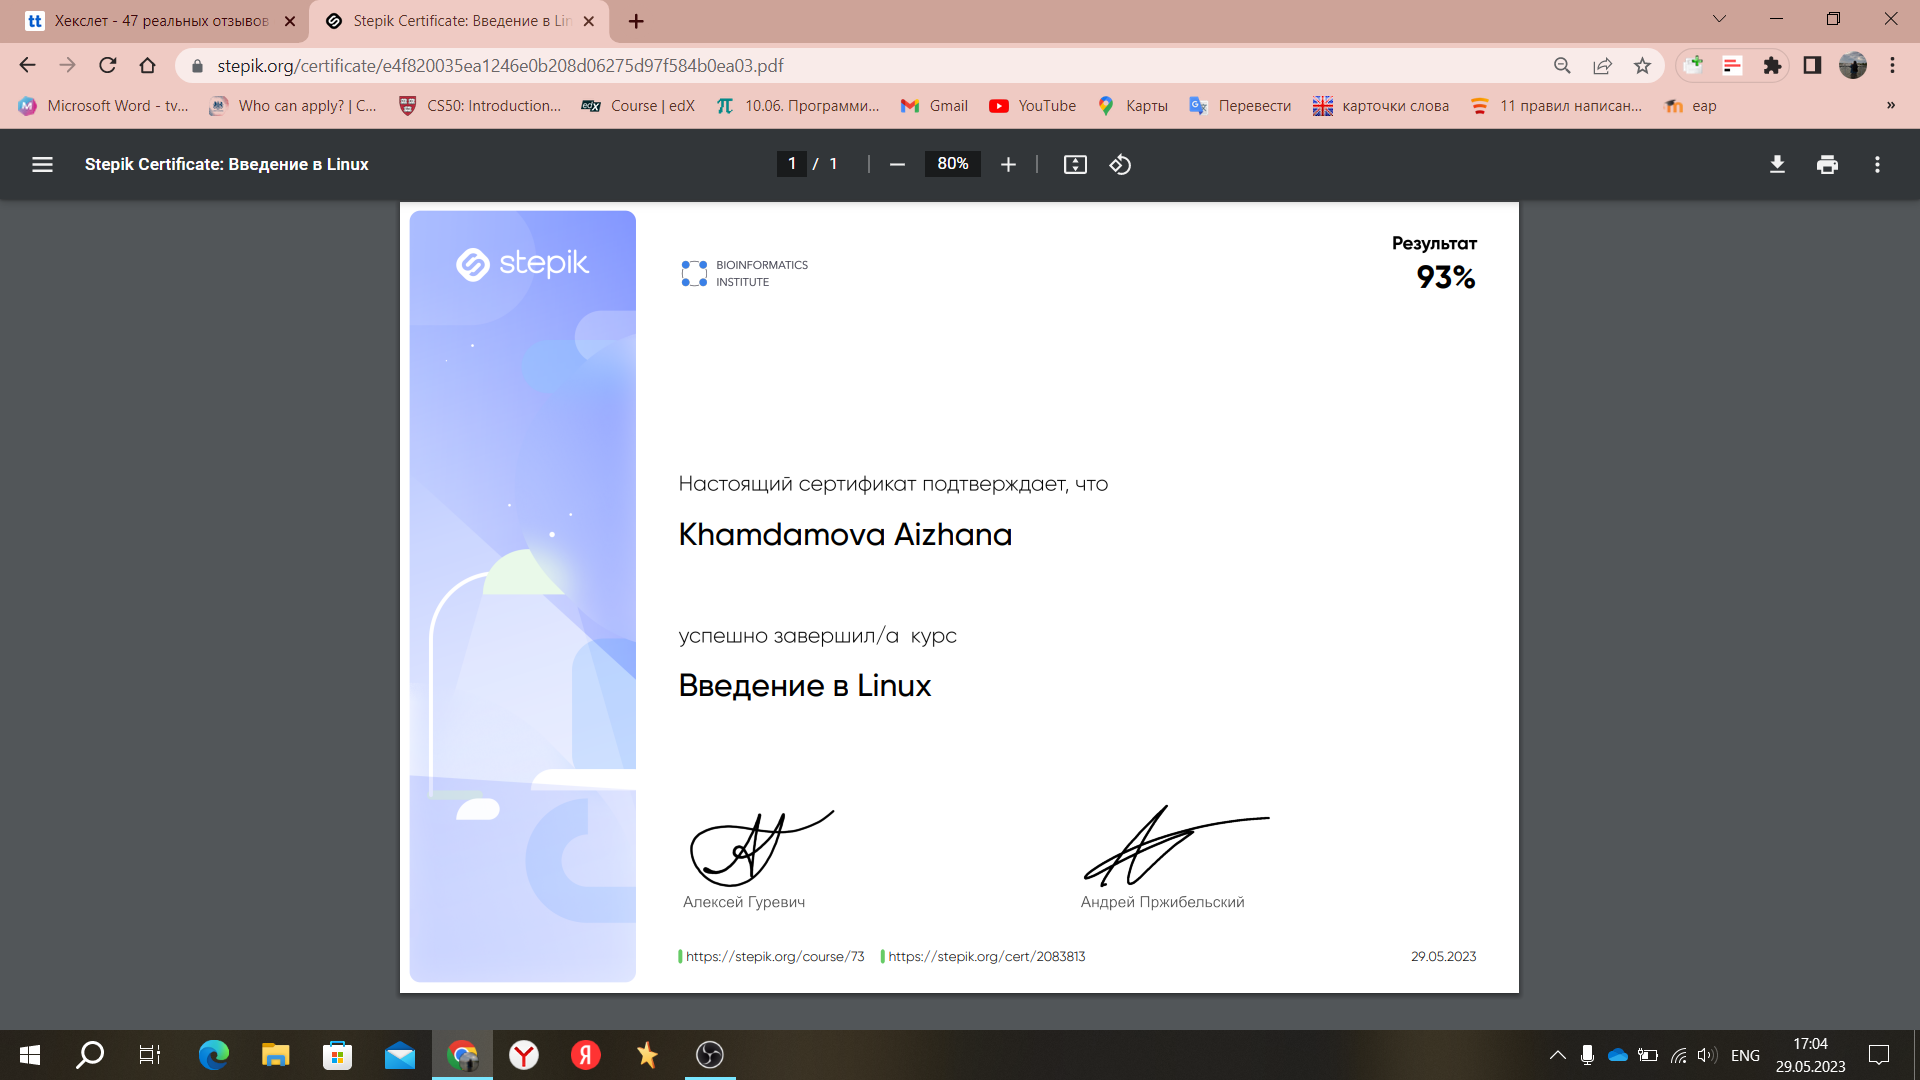 Хекслет - 47 реальных отзывов
Stepik Certificate: Введение в Lin
stepik.org/certificate/e4f820035ea1246e0b208d06275d97f584b0ea03.pdf
Microsoft Word - tv...
Who can apply? | C...
CS50: Introduction...
edX
Course | edX
10.06. Программи...
Gmail
YouTube
Карты
Перевести
карточки слова
11 правил написан...
eap
»
Stepik Certificate: Введение в Linux
1 / 1
80%
stepik
BIOINFORMATICS
INSTITUTE
Результат
93%
Настоящий сертификат подтверждает, что
Khamdamova Aizhana
успешно завершил/а курс
Введение в Linux
Алексей Гуревич
Андрей Пржибельский
https://stepik.org/course/73
https://stepik.org/cert/2083813
29.05.2023
ENG
17:04
29.05.2023